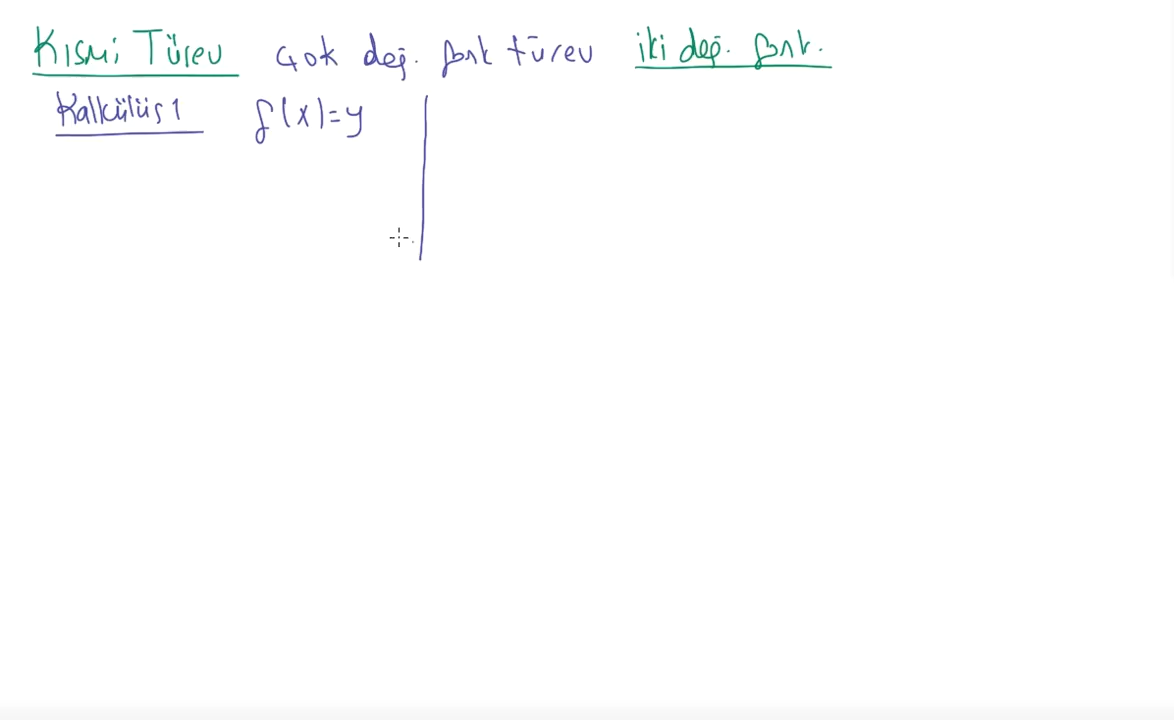 Kısmi Türev çok değ. fonk türev iki değ. fonk.
Kalkülüs 1 f(x)=y